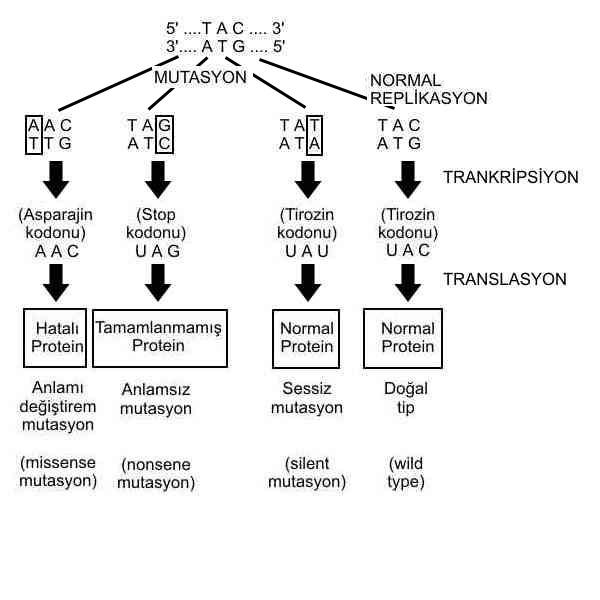 5' ....T A C .... 3'
3'.... A T G .... 5'
MUTASYON
NORMAL
REPLİKASYON
A A C
T T G
T A G
A T C
T A T
A T A
T A C
A T G
TRANKRİPSİYON
(Asparajin
kodonu)
A A C
(Stop
kodonu)
U A G
(Tirozin
kodonu)
U A U
(Tirozin
kodonu)
U A C
TRANSLASYON
Hatalı
Protein
Tamamlanmamış
Protein
Normal
Protein
Normal
Protein
Anlamı
değiştirem
mutasyon
Anlamsız
mutasyon
Sessiz
mutasyon
Doğal
tip
(missense
mutasyon)
(nonsene
mutasyon)
(silent
mutasyon)
(wild
type)